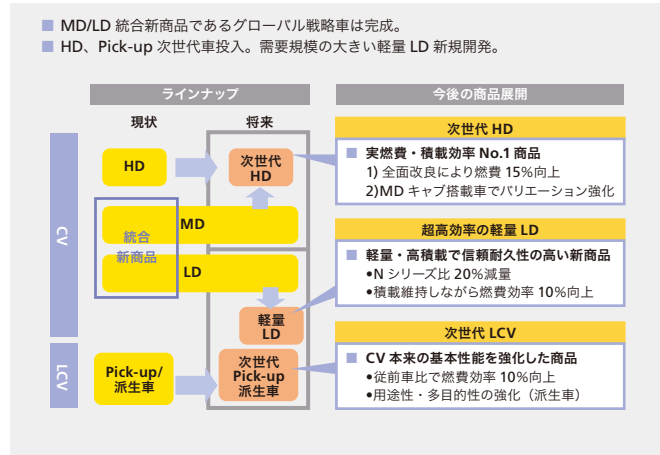 ■ MD/LD 統合新商品であるグローバル戦略車は完成。
■ HD、Pick-up 次世代車投入。需要規模の大きい軽量 LD 新規開発。
ラインナップ
今後の商品展開
現状
将来
CV
LCV
HD
次世代
HD
MD
統合
新商品
LD
軽量
LD
Pick-up/
派生車
次世代
Pick-up
派生車
次世代 HD
■ 実燃費・積載効率 No.1 商品
1) 全面改良により燃費 15%向上
2)MD キャブ搭載車でバリエーション強化
超高効率の軽量 LD
■ 軽量・高積載で信頼耐久性の高い新商品
•N シリーズ比 20%減量
•積載維持しながら燃費効率 10%向上
次世代 LCV
■ CV 本来の基本性能を強化した商品
•従前車比で燃費効率 10%向上
•用途性・多目的性の強化（派生車）